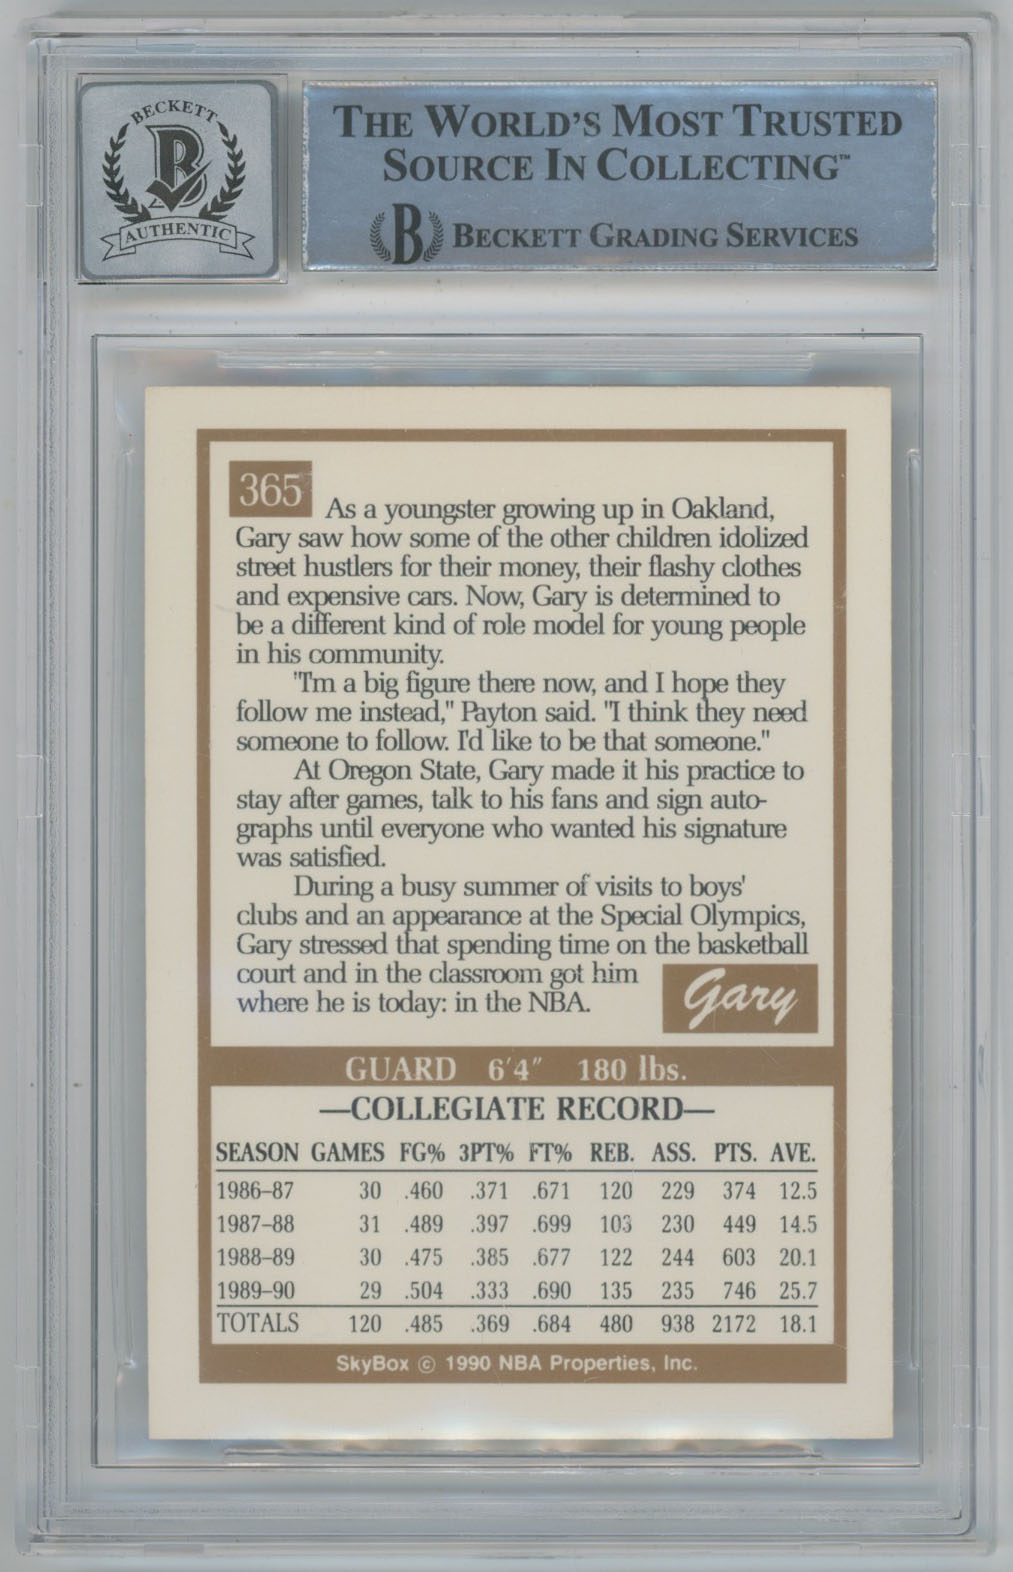 BECKETT
B
AUTHENTIC
THE WORLD'S MOST TRUSTED
SOURCE IN COLLECTING™
B BECKETT GRADING SERVICES
365
As a youngster growing up in Oakland,
Gary saw how some of the other children idolized
street hustlers for their money, their flashy clothes
and expensive cars. Now, Gary is determined to
be a different kind of role model for young people
in his community.
"I'm a big figure there now, and I hope they
follow me instead," Payton said. "I think they need
someone to follow. I'd like to be that someone."
At Oregon State, Gary made it his practice to
stay after games, talk to his fans and sign auto-
graphs until everyone who wanted his signature
was satisfied.
During a busy summer of visits to boys'
clubs and an appearance at the Special Olympics,
Gary stressed that spending time on the basketball
court and in the classroom got him
where he is today: in the NBA.
Gary
GUARD 6'4" 180 lbs.
—COLLEGIATE RECORD—
SEASON GAMES FG% 3PT% FT% REB. ASS. PTS. AVE.
1986–87 30 .460 .371 .671 120 229 374 12.5
1987–88 31 .489 .397 .699 103 230 449 14.5
1988–89 30 .475 .385 .677 122 244 603 20.1
1989–90 29 .504 .333 .690 135 235 746 25.7
TOTALS 120 .485 .369 .684 480 938 2172 18.1
SkyBox © 1990 NBA Properties, Inc.